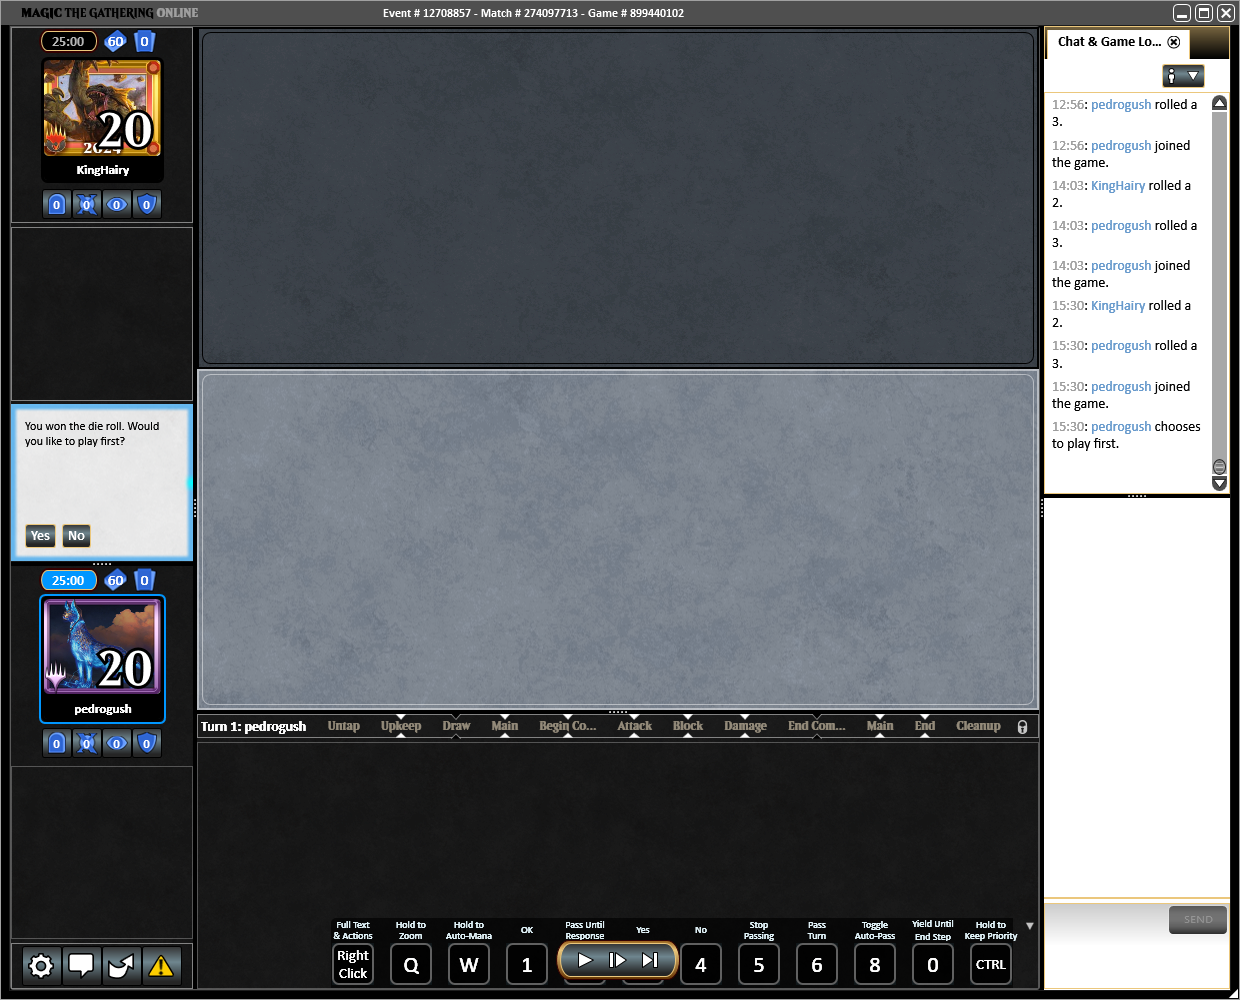 MAGIC THE GATHERING ONLINE
Event # 12708857 - Match # 274097713 - Game # 899440102
25:00 60 0
20
2024
KingHairy
0 0 0 0
You won the die roll. Would
you like to play first?
Yes No
25:00 60 0
20
pedrogush
0 0 0 0
Turn 1: pedrogush Untap Upkeep Draw Main Begin Co... Attack Block Damage End Com... Main End Cleanup
Full Text
& Actions
Right
Click
Hold to
Zoom
Q
Hold to
Auto-Mana
W
OK
1
Pass Until
Response
Yes
No
4
Stop
Passing
5
Pass
Turn
6
Toggle
Auto-Pass
8
Yield Until
End Step
0
Hold to
Keep Priority
CTRL
Chat & Game Lo...
12:56: pedrogush rolled a
3.
12:56: pedrogush joined
the game.
14:03: KingHairy rolled a
2.
14:03: pedrogush rolled a
3.
14:03: pedrogush joined
the game.
15:30: KingHairy rolled a
2.
15:30: pedrogush rolled a
3.
15:30: pedrogush joined
the game.
15:30: pedrogush chooses
to play first.
SEND